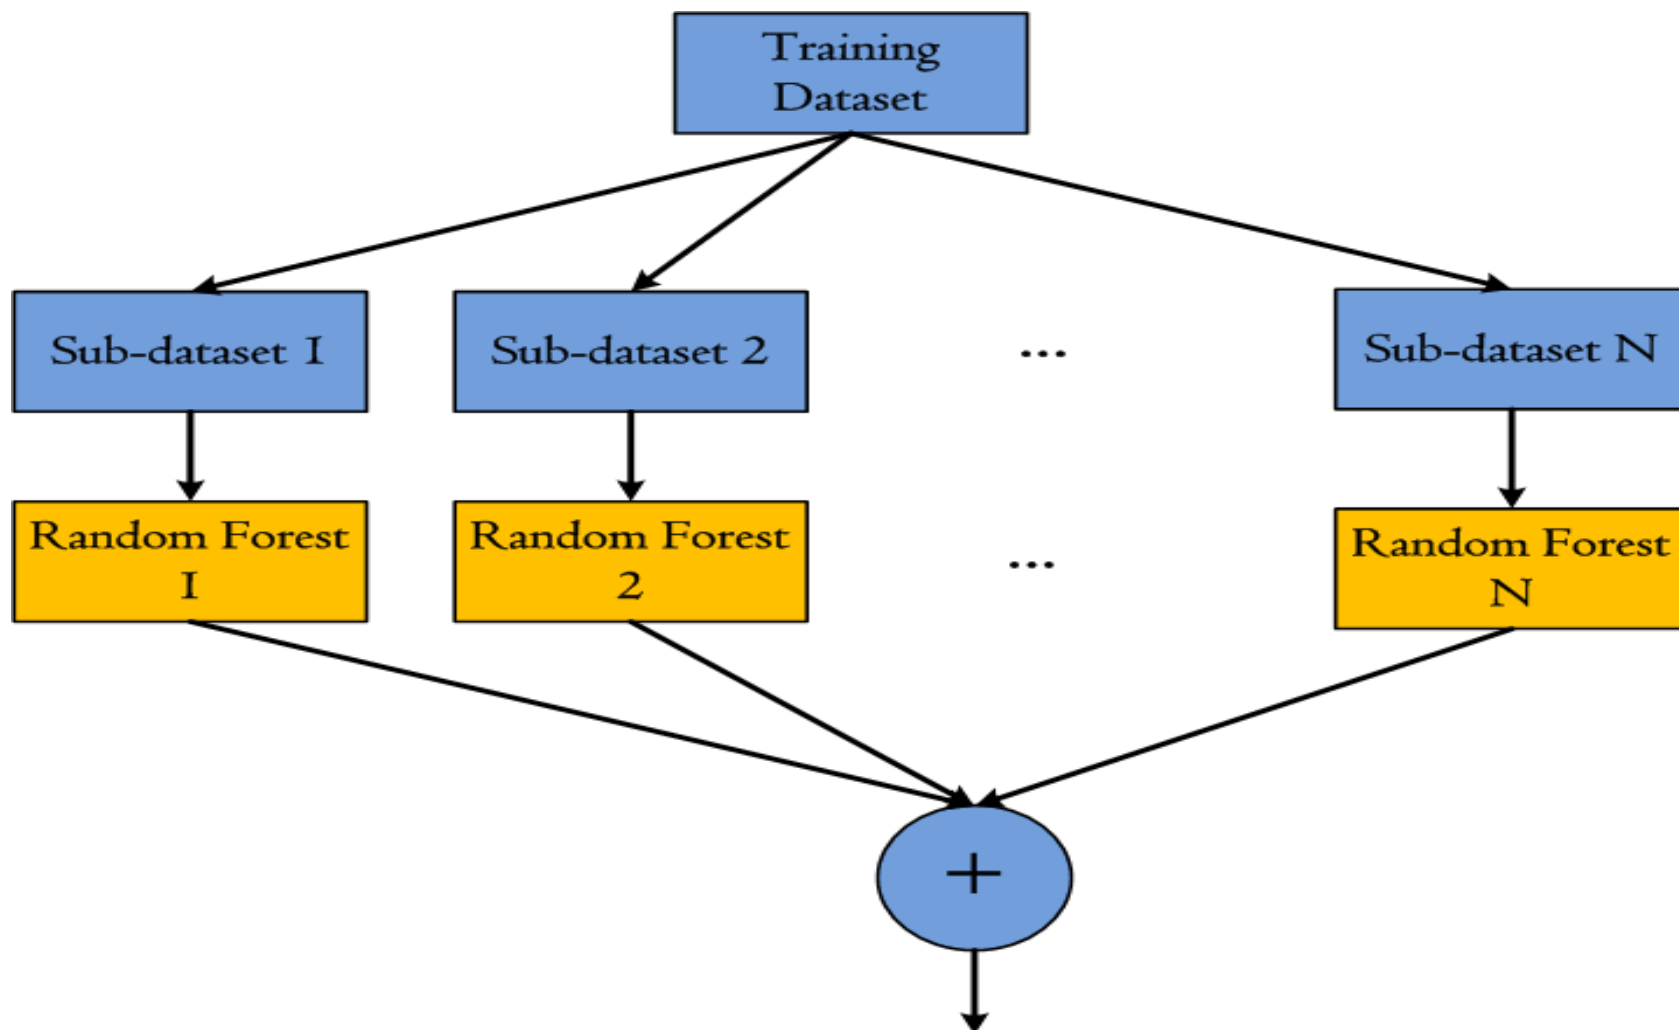 Training
Dataset
Sub-dataset 1
Sub-dataset 2
...
Sub-dataset N
Random Forest
1
Random Forest
2
...
Random Forest
N
+